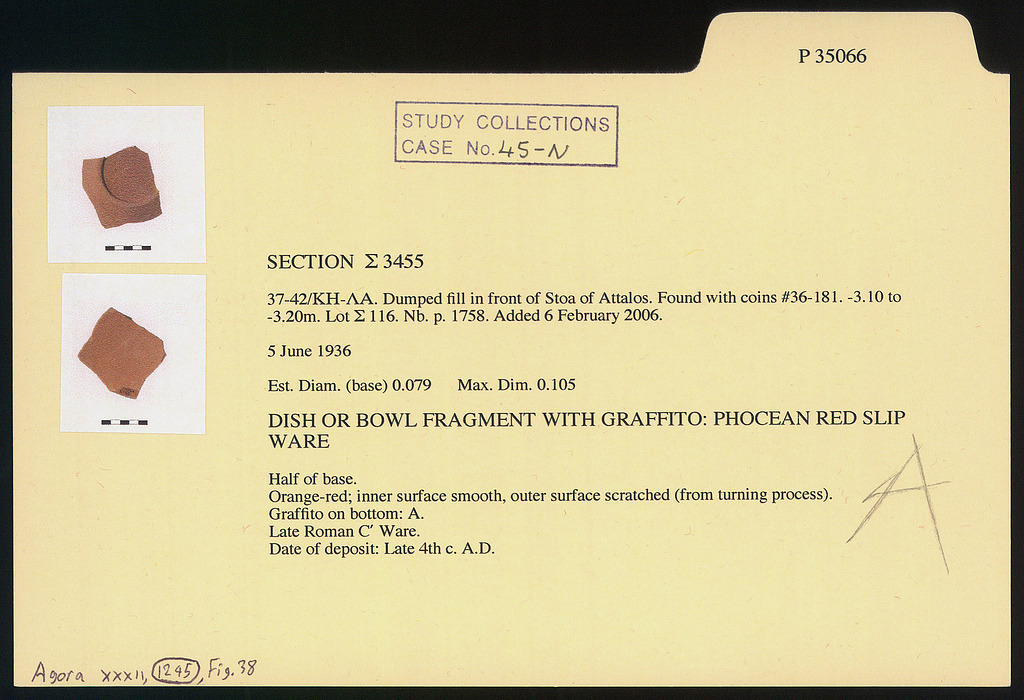 P 35066
STUDY COLLECTIONS
CASE No. 45-N
SECTION Σ 3455
37-42/ΚΗ-ΛΑ. Dumped fill in front of Stoa of Attalos. Found with coins #36-181. -3.10 to
-3.20m. Lot Σ 116. Nb. p. 1758. Added 6 February 2006.
5 June 1936
Est. Diam. (base) 0.079 Max. Dim. 0.105
DISH OR BOWL FRAGMENT WITH GRAFFITO: PHOCEAN RED SLIP
WARE
Half of base.
Orange-red; inner surface smooth, outer surface scratched (from turning process).
Graffito on bottom: A.
Late Roman C′ Ware.
Date of deposit: Late 4th c. A.D.
A
Agora xxxII, 1245, Fig. 38